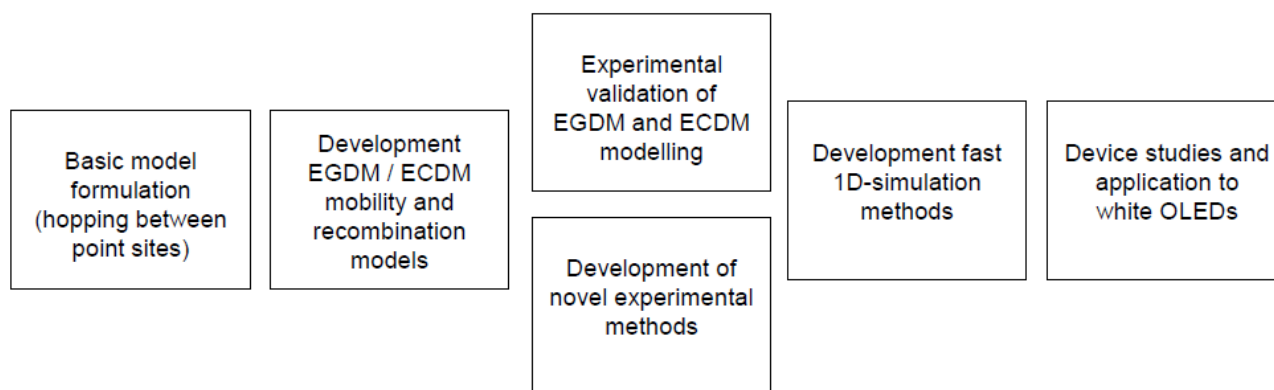 Basic model
formulation
(hopping between
point sites)
Development
EGDM / ECDM
mobility and
recombination
models
Experimental
validation of
EGDM and ECDM
modelling
Development of
novel experimental
methods
Development fast
1D-simulation
methods
Device studies and
application to
white OLEDs